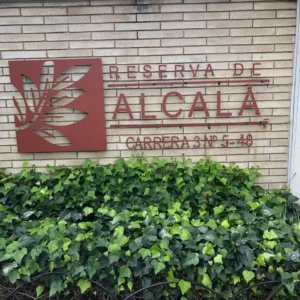 RESERVA DE
ALCALÁ
CARRERA 3 Nº 5-48